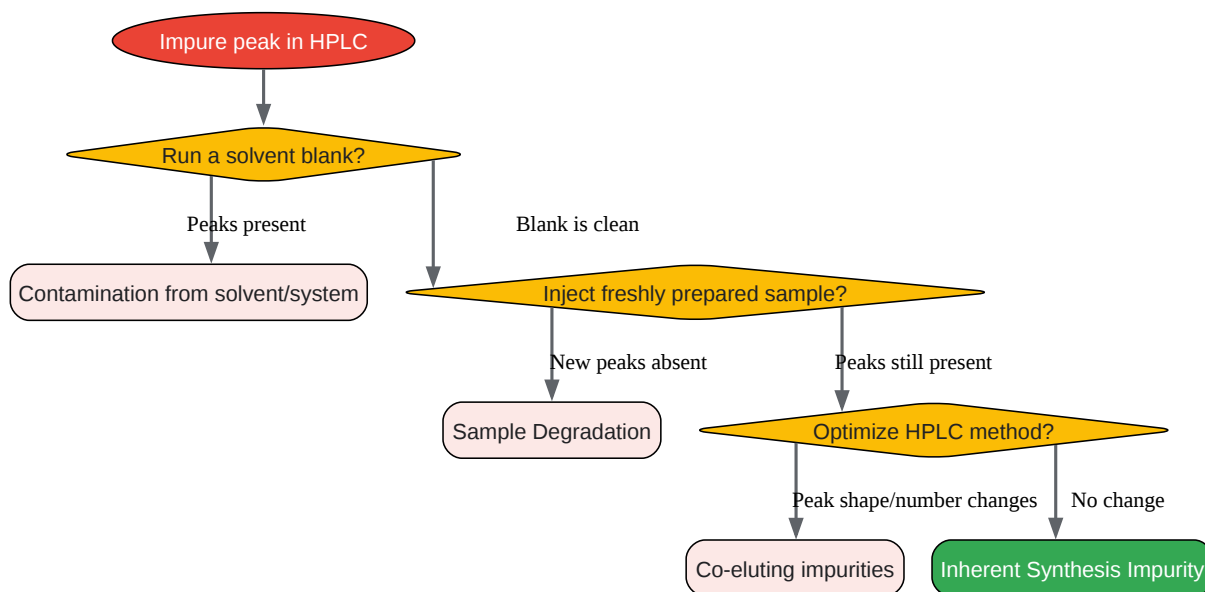 Impure peak in HPLC
Run a solvent blank?
Peaks present
Blank is clean
Contamination from solvent/system
Inject freshly prepared sample?
New peaks absent
Peaks still present
Sample Degradation
Optimize HPLC method?
Peak shape/number changes
No change
Co-eluting impurities
Inherent Synthesis Impurity